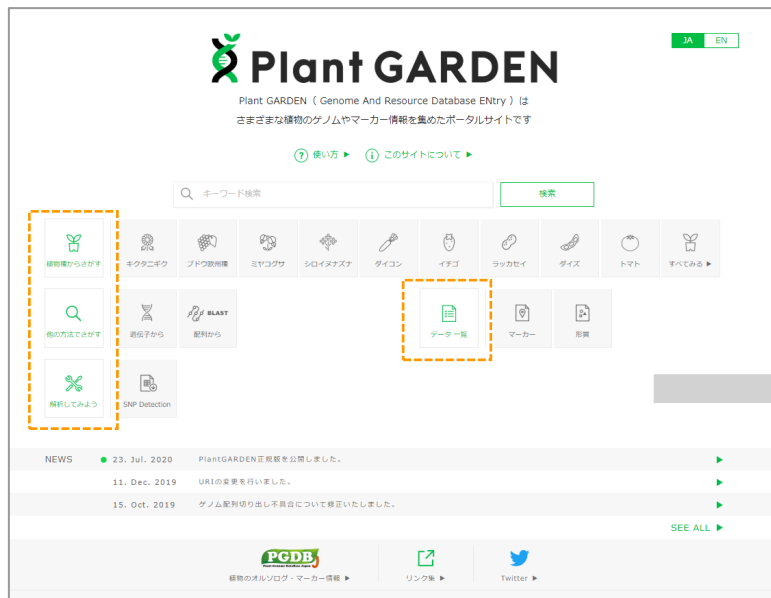 JA EN
Plant GARDEN
Plant GARDEN（ Genome And Resource Database ENtry ）は
さまざまな植物のゲノムやマーカー情報を集めたポータルサイトです
? 使い方 ▶ i このサイトについて ▶
キーワード検索 検索
植物種からさがす キクタニギク ブドウ欧州種 ミヤコグサ シロイヌナズナ ダイコン イチゴ ラッカセイ ダイズ トマト すべてみる ▶
BLAST
他の方法でさがす 遺伝子から 配列から データ一覧 マーカー 形質
解析してみよう SNP Detection
NEWS 23. Jul. 2020 PlantGARDEN正規版を公開しました。 ▶
11. Dec. 2019 URIの変更を行いました。 ▶
15. Oct. 2019 ゲノム配列切り出し不具合について修正いたしました。 ▶
SEE ALL ▶
PGDBj
植物のオルソログ・マーカー情報 ▶ リンク集 ▶ Twitter ▶